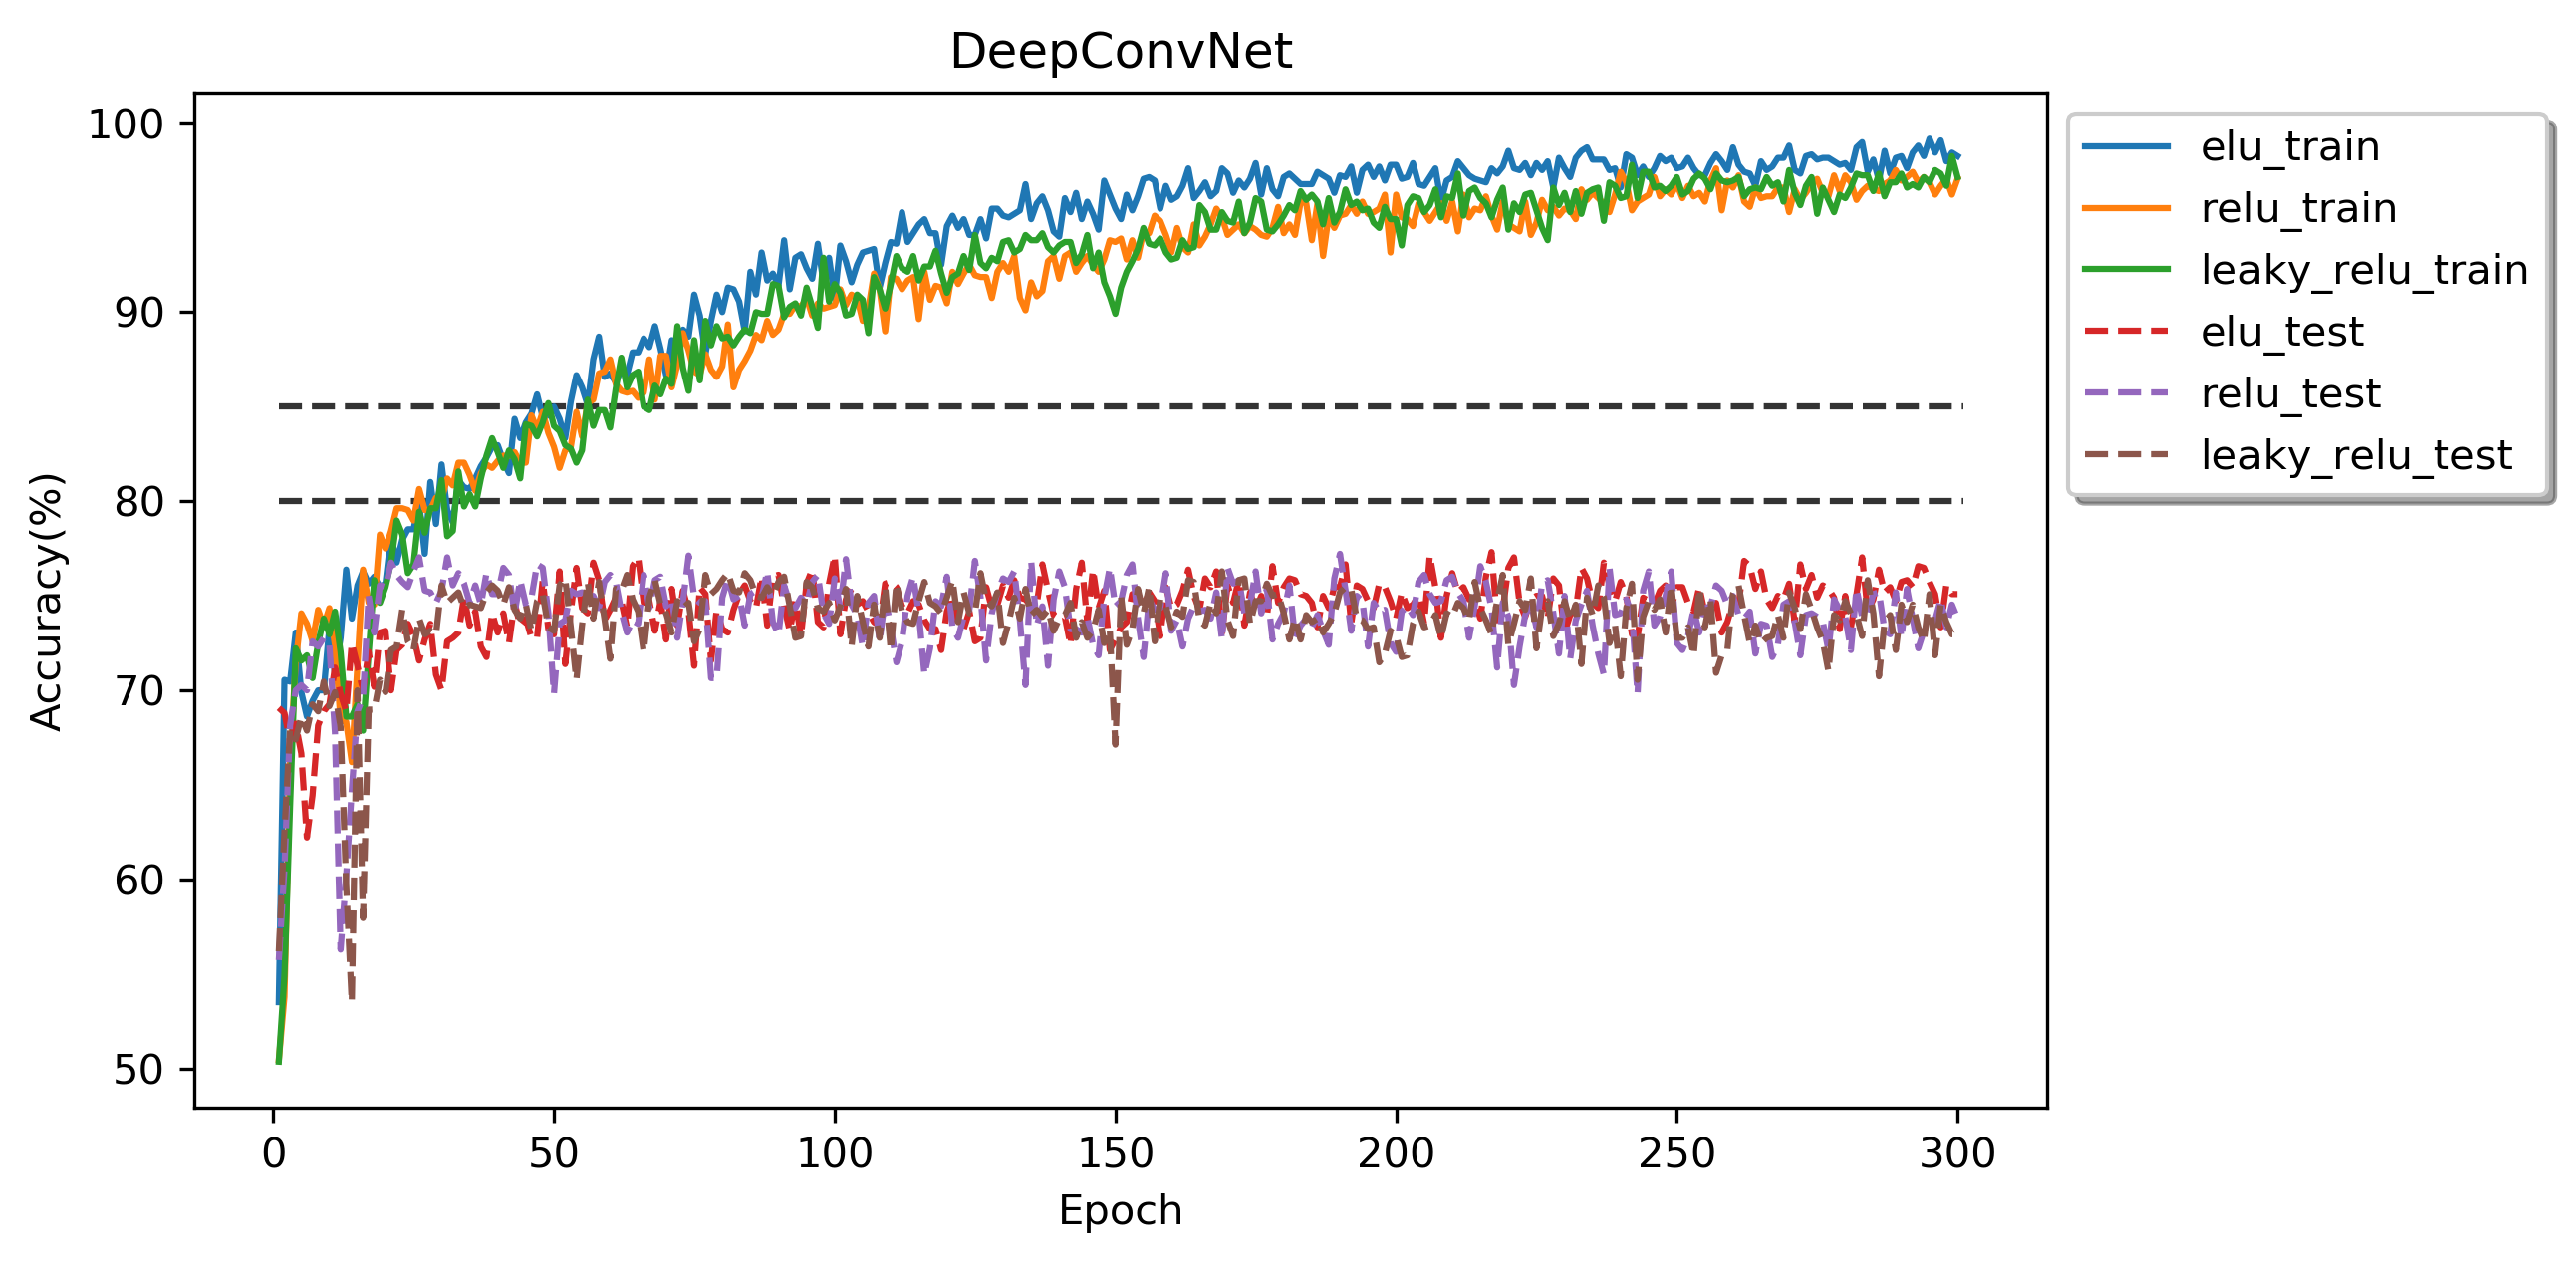 DeepConvNet
100
90
80
70
60
50
Accuracy(%)
0 50 100 150 200 250 300
Epoch
elu_train
relu_train
leaky_relu_train
elu_test
relu_test
leaky_relu_test